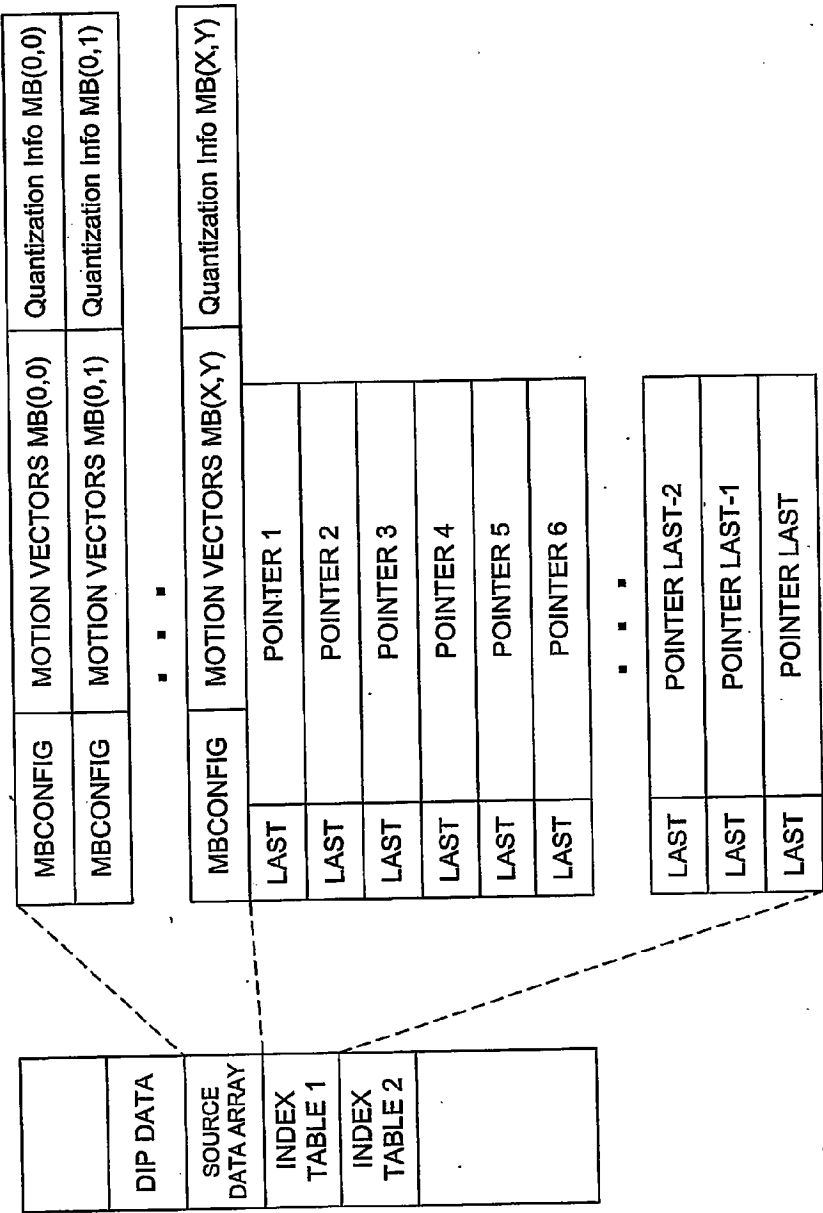 DIP DATA
SOURCE
DATA ARRAY
INDEX
TABLE 1
INDEX
TABLE 2
MBCONFIG MOTION VECTORS MB(0,0) Quantization Info MB(0,0)
MBCONFIG MOTION VECTORS MB(0,1) Quantization Info MB(0,1)
MBCONFIG MOTION VECTORS MB(X,Y) Quantization Info MB(X,Y)
LAST POINTER 1
LAST POINTER 2
LAST POINTER 3
LAST POINTER 4
LAST POINTER 5
LAST POINTER 6
LAST POINTER LAST-2
LAST POINTER LAST-1
LAST POINTER LAST